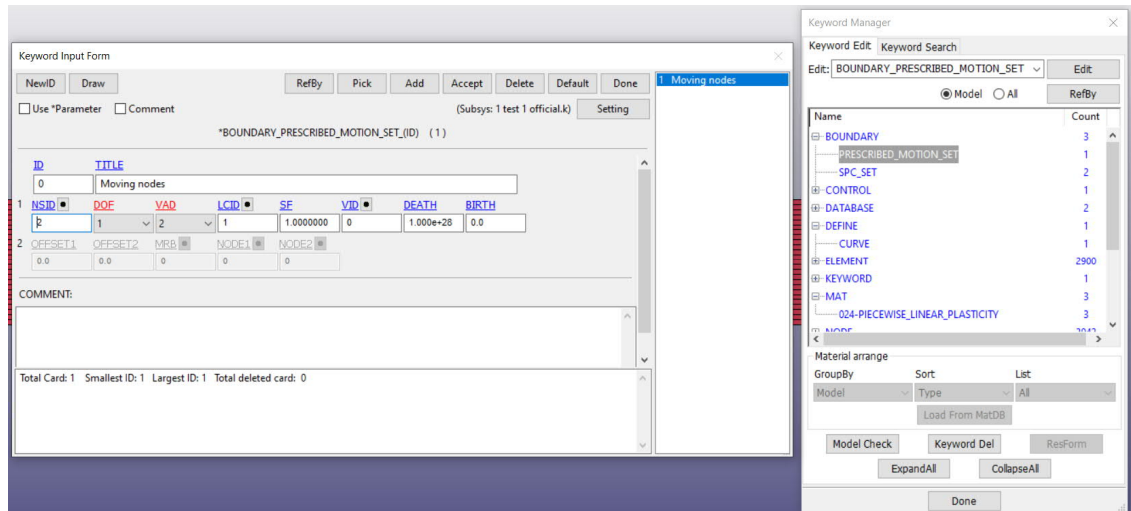 Keyword Input Form
NewID Draw RefBy Pick Add Accept Delete Default Done
Use *Parameter Comment (Subsys: 1 test 1 official.k) Setting
*BOUNDARY_PRESCRIBED_MOTION_SET_(ID) (1)
ID TITLE
0 Moving nodes
1 NSID DOF VAD LCID SF VID DEATH BIRTH
2 1 2 1 1.0000000 0 1.000e+28 0.0
2 OFFSET1 OFFSET2 MRB NODE1 NODE2
0.0 0.0 0 0 0
COMMENT:
Total Card: 1 Smallest ID: 1 Largest ID: 1 Total deleted card: 0
1 Moving nodes
Keyword Manager
Keyword Edit Keyword Search
Edit: BOUNDARY_PRESCRIBED_MOTION_SET Edit
Model All RefBy
Name Count
BOUNDARY 3
PRESCRIBED_MOTION_SET 1
SPC_SET 2
CONTROL 1
DATABASE 2
DEFINE 1
CURVE 1
ELEMENT 2900
KEYWORD 1
MAT 3
024-PIECEWISE_LINEAR_PLASTICITY 3
Material arrange
GroupBy Sort List
Model Type All
Load From MatDB
Model Check Keyword Del ResForm
ExpandAll CollapseAll
Done